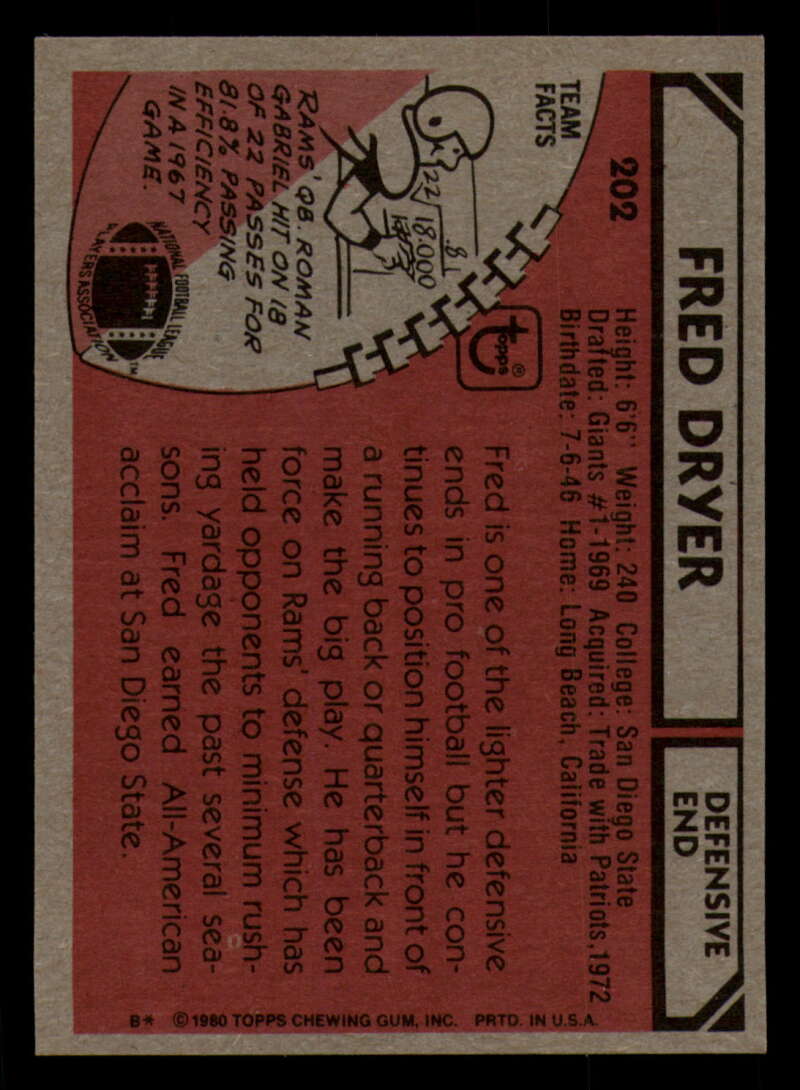 FRED DRYER
DEFENSIVE
END
202
Height: 6'6" Weight: 240 College: San Diego State
Drafted: Giants #1-1969 Acquired: Trade with Patriots, 1972
Birthdate: 7-6-46 Home: Long Beach, California
TEAM
FACTS
.81
22 18.000
RAMS' QB. ROMAN
GABRIEL HIT ON 18
OF 22 PASSES FOR
81.8% PASSING
EFFICIENCY
IN A 1967
GAME.
topps®
NATIONAL FOOTBALL LEAGUE
PLAYERS ASSOCIATION
TM
Fred is one of the lighter defensive
ends in pro football but he con-
tinues to position himself in front of
a running back or quarterback and
make the big play. He has been
force on Rams' defense which has
held opponents to minimum rush-
ing yardage the past several sea-
sons. Fred earned All-American
acclaim at San Diego State.
B* © 1980 TOPPS CHEWING GUM, INC. PRTD. IN U.S.A.